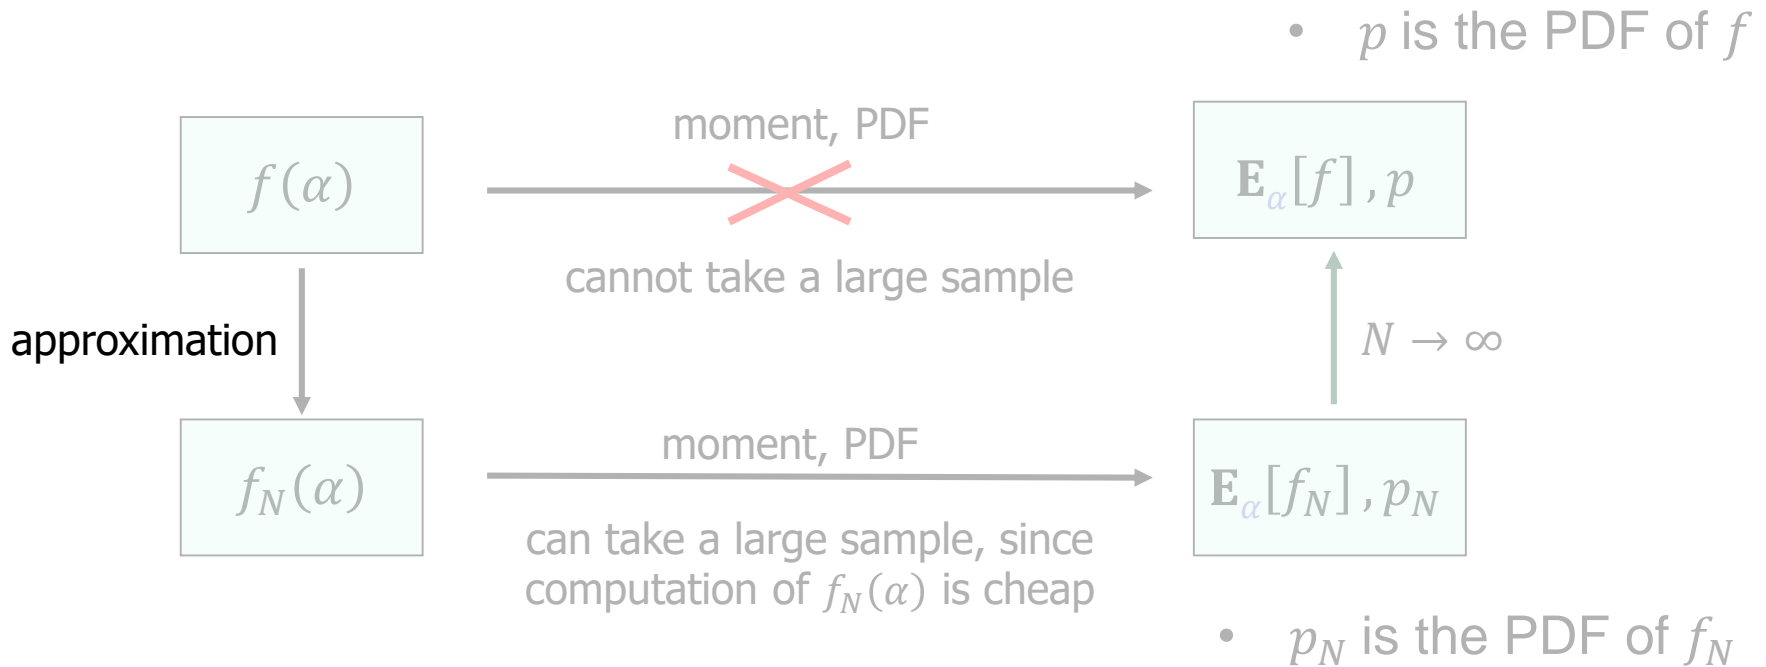 • p is the PDF of f
moment, PDF
f(α)
𝐄_α[f], p
cannot take a large sample
approximation
N → ∞
moment, PDF
f_N(α)
𝐄_α[f_N], p_N
can take a large sample, since
computation of f_N(α) is cheap
• p_N is the PDF of f_N